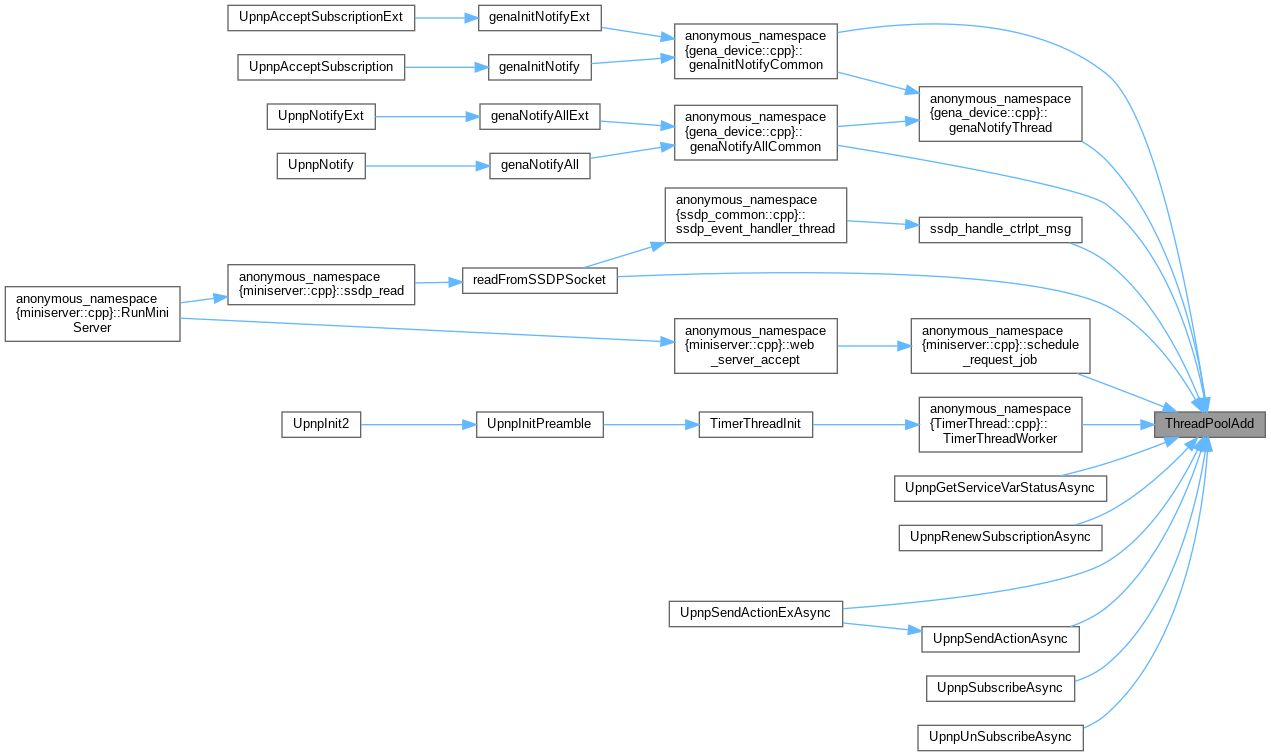 UpnpAcceptSubscriptionExt
genaInitNotifyExt
anonymous_namespace
{gena_device::cpp}::
genaInitNotifyCommon
UpnpAcceptSubscription
genaInitNotify
anonymous_namespace
{gena_device::cpp}::
genaNotifyThread
UpnpNotifyExt
genaNotifyAllExt
anonymous_namespace
{gena_device::cpp}::
genaNotifyAllCommon
UpnpNotify
genaNotifyAll
anonymous_namespace
{ssdp_common::cpp}::
ssdp_event_handler_thread
ssdp_handle_ctrlpt_msg
anonymous_namespace
{miniserver::cpp}::ssdp_read
readFromSSDPSocket
anonymous_namespace
{miniserver::cpp}::RunMini
Server
anonymous_namespace
{miniserver::cpp}::web
_server_accept
anonymous_namespace
{miniserver::cpp}::schedule
_request_job
UpnpInit2
UpnpInitPreamble
TimerThreadInit
anonymous_namespace
{TimerThread::cpp}::
TimerThreadWorker
ThreadPoolAdd
UpnpGetServiceVarStatusAsync
UpnpRenewSubscriptionAsync
UpnpSendActionExAsync
UpnpSendActionAsync
UpnpSubscribeAsync
UpnpUnSubscribeAsync